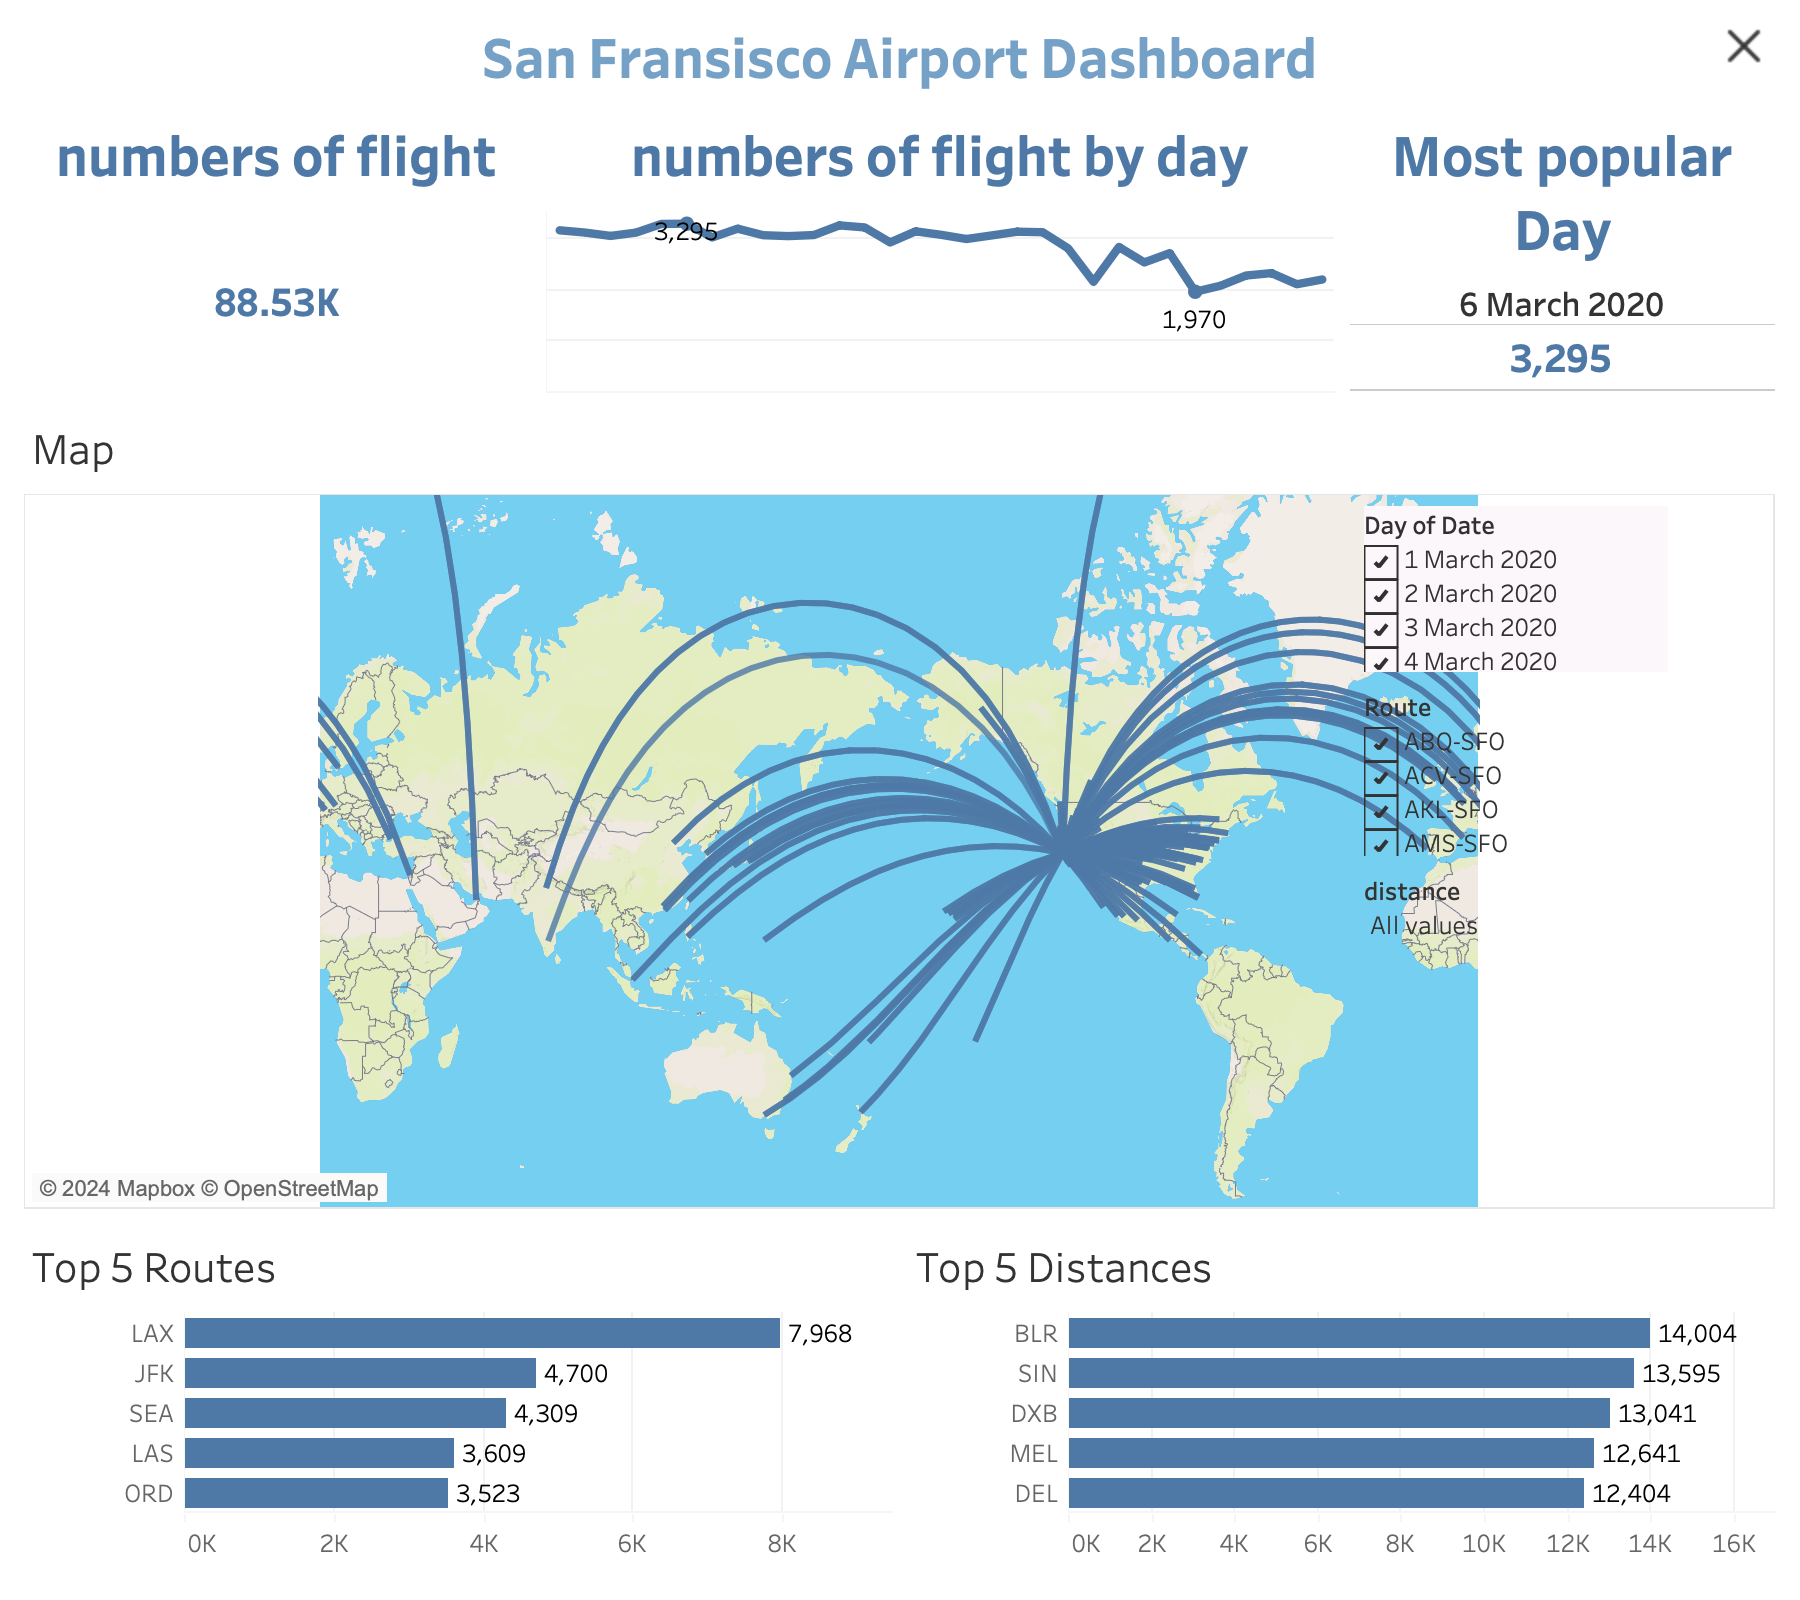 San Fransisco Airport Dashboard
numbers of flight
88.53K
numbers of flight by day
3,295
1,970
Most popular
Day
6 March 2020
3,295
Map
Day of Date
1 March 2020
2 March 2020
3 March 2020
4 March 2020
Route
ABQ-SFO
ACV-SFO
AKL-SFO
AMS-SFO
distance
All values
© 2024 Mapbox © OpenStreetMap
Top 5 Routes
LAX 7,968
JFK 4,700
SEA 4,309
LAS 3,609
ORD 3,523
0K 2K 4K 6K 8K
Top 5 Distances
BLR 14,004
SIN 13,595
DXB 13,041
MEL 12,641
DEL 12,404
0K 2K 4K 6K 8K 10K 12K 14K 16K